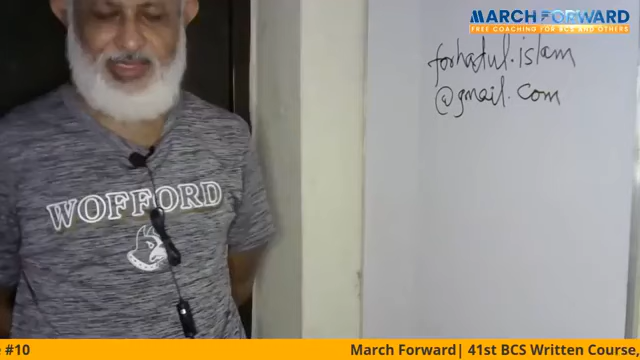 MARCH FORWARD
FREE COACHING FOR BCS AND OTHERS
forhadul.islam
@gmail.com
WOFFORD
#10
March Forward| 41st BCS Written Course,